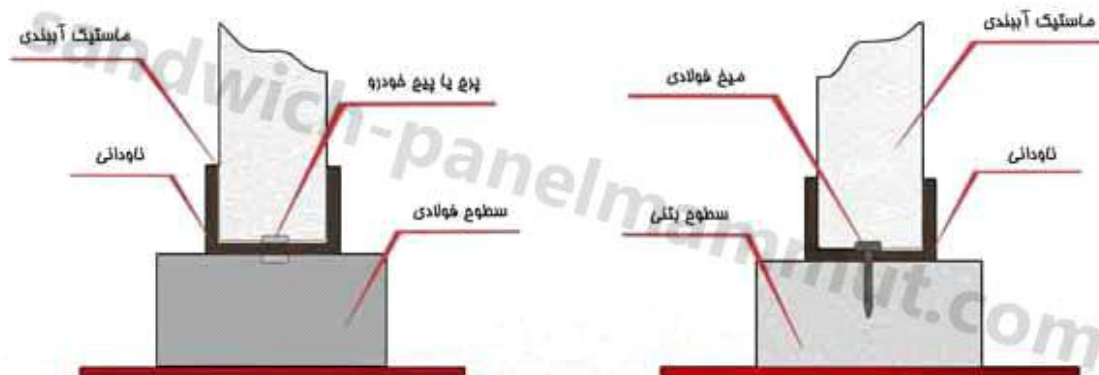 ماستیک آببندی
میخ فولادی
ناودانی
سطوح بتنی
ماستیک آببندی
پرچ یا پیچ خودرو
ناودانی
سطوح فولادی
sandwich-panelmammut.com